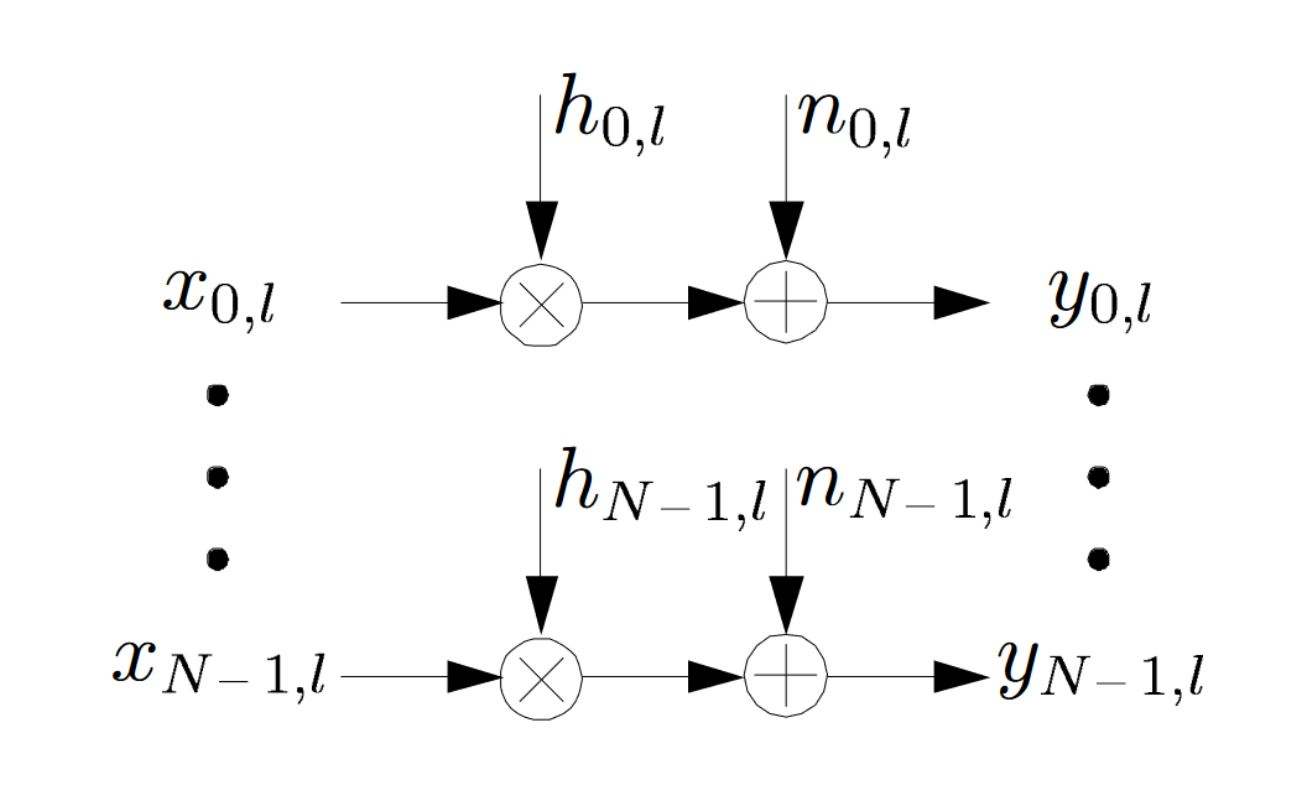 h_{0,l} n_{0,l}
x_{0,l} y_{0,l}
h_{N-1,l} n_{N-1,l}
x_{N-1,l} y_{N-1,l}